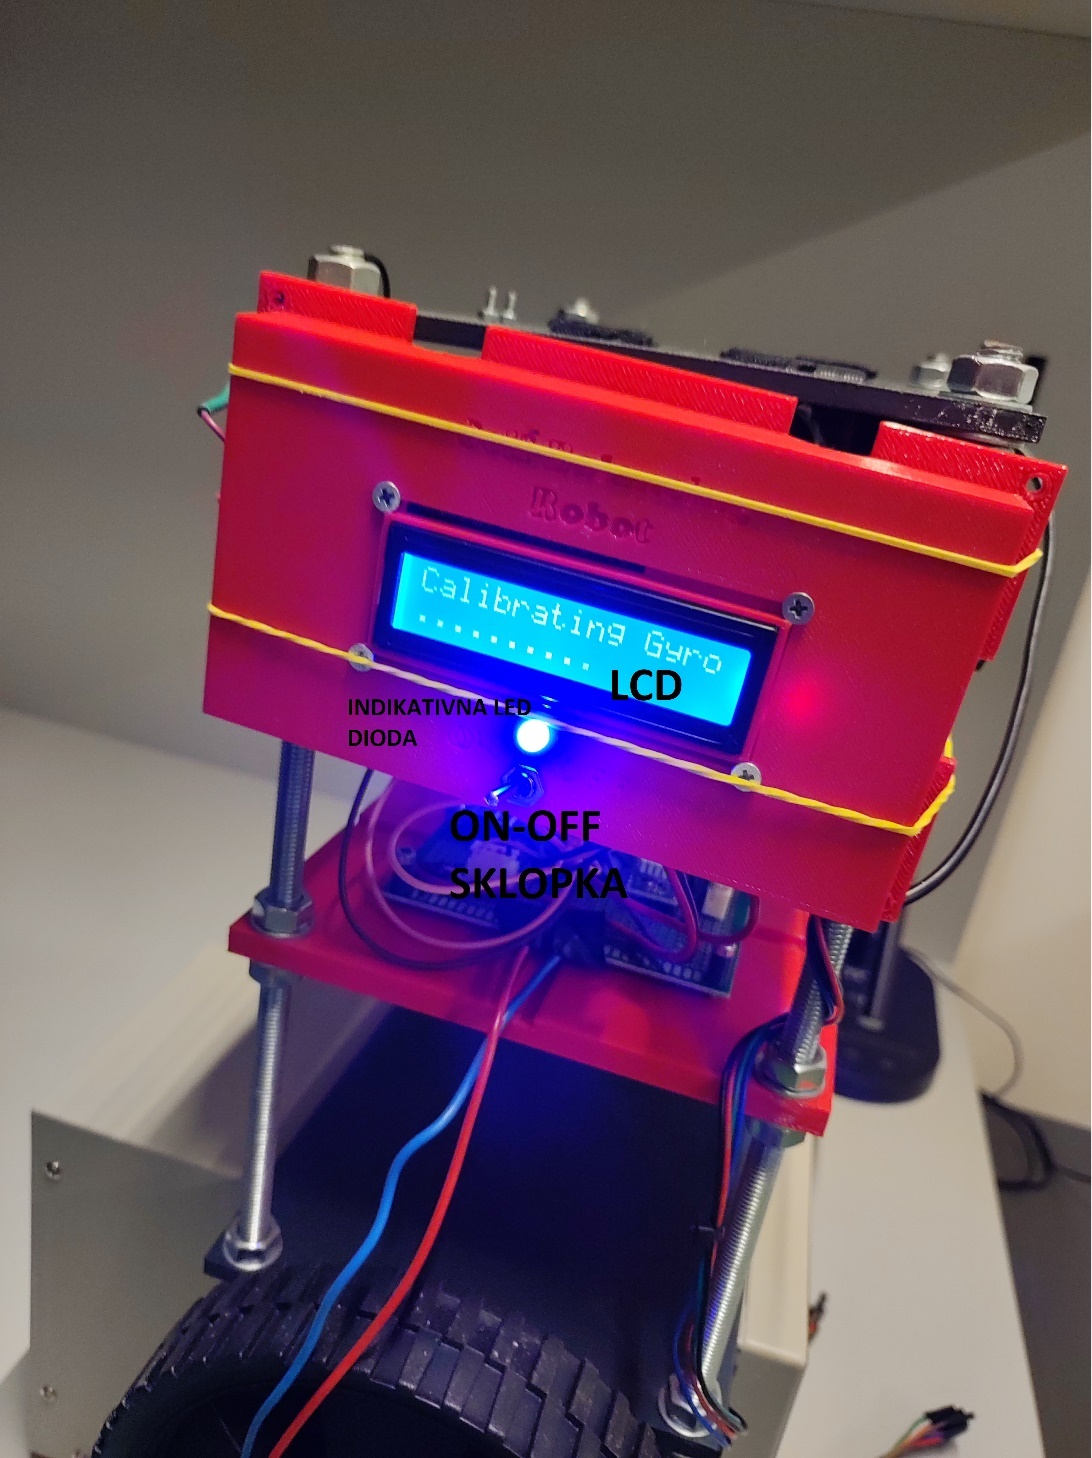 Robot
Calibrating Gyro
..........
LCD
INDIKATIVNA LED
DIODA
ON-OFF
SKLOPKA